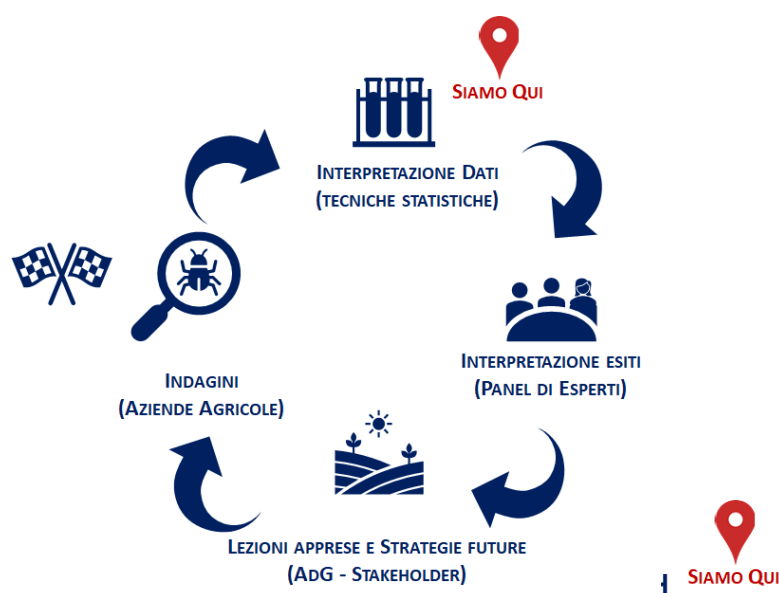 SIAMO QUI
INTERPRETAZIONE DATI
(TECNICHE STATISTICHE)
INTERPRETAZIONE ESITI
(PANEL DI ESPERTI)
INDAGINI
(AZIENDE AGRICOLE)
LEZIONI APPRESE E STRATEGIE FUTURE
(ADG - STAKEHOLDER)
SIAMO QUI